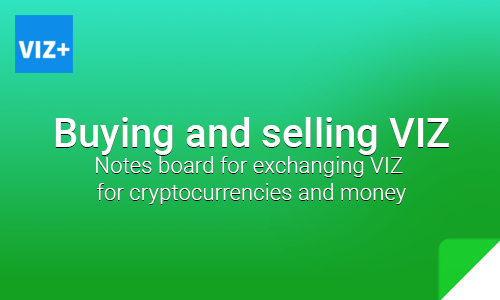 VIZ+
Buying and selling VIZ
Notes board for exchanging VIZ
for cryptocurrencies and money